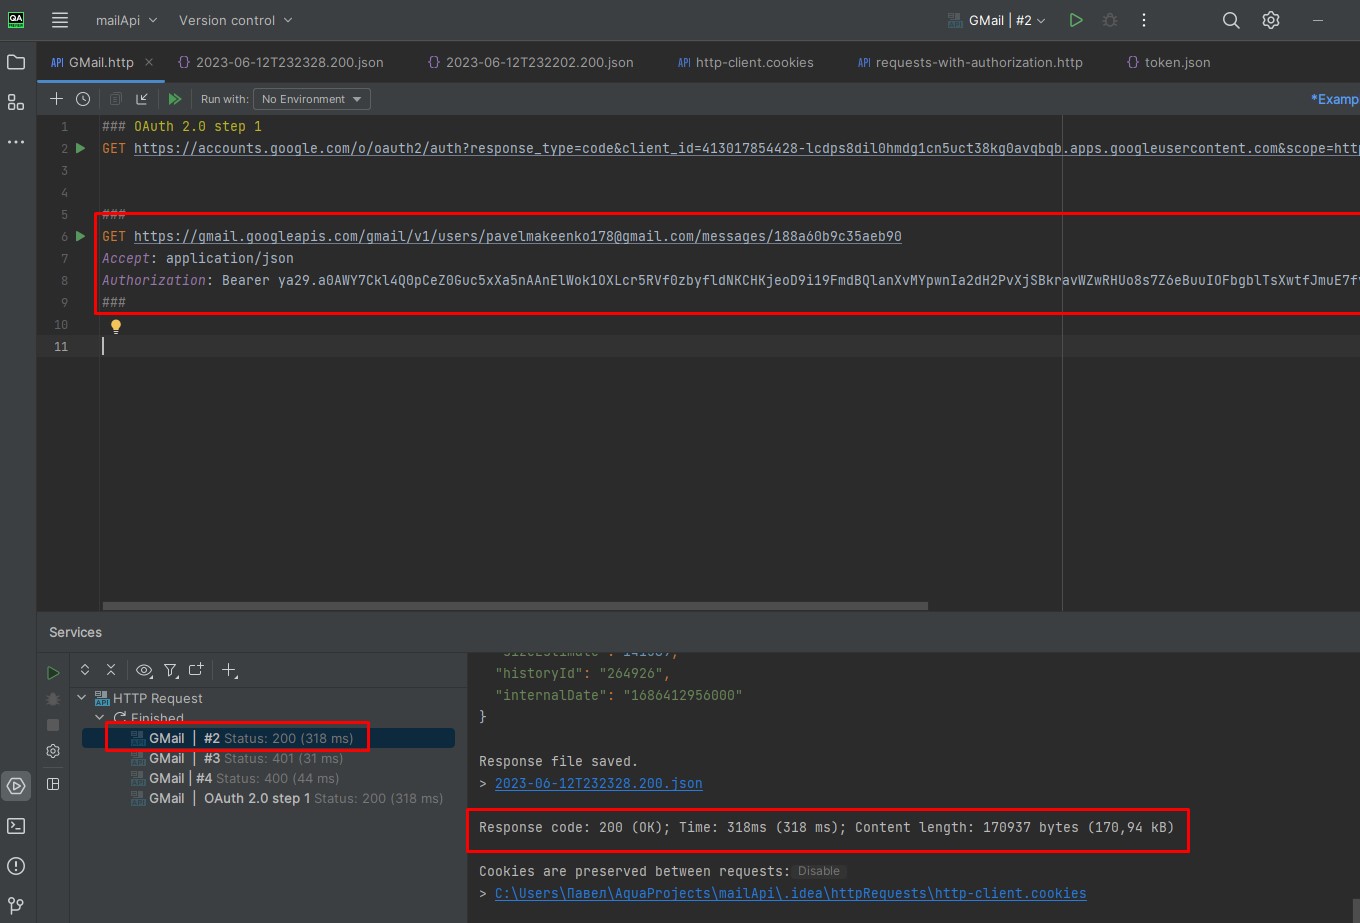 QA
mailApi
Version control
GMail | #2
API GMail.http
{} 2023-06-12T232328.200.json
{} 2023-06-12T232202.200.json
API http-client.cookies
API requests-with-authorization.http
{} token.json
Run with: No Environment
*Examp
1 ### OAuth 2.0 step 1
2 GET https://accounts.google.com/o/oauth2/auth?response_type=code&client_id=413017854428-lcdps8dil0hmdg1cn5uct38kg0avqbqb.apps.googleusercontent.com&scope=http
3
4
5 ###
6 GET https://gmail.googleapis.com/gmail/v1/users/pavelmakeenko178@gmail.com/messages/188a60b9c35aeb90
7 Accept: application/json
8 Authorization: Bearer
9 ###
10
11
Services
HTTP Request
Finished
GMail | #2 Status: 200 (318 ms)
GMail | #3 Status: 401 (31 ms)
GMail | #4 Status: 400 (44 ms)
GMail | OAuth 2.0 step 1 Status: 200 (318 ms)
"historyId": "264926",
"internalDate": "1686412956000"
}
Response file saved.
> 2023-06-12T232328.200.json
Response code: 200 (OK); Time: 318ms (318 ms); Content length: 170937 bytes (170,94 kB)
Cookies are preserved between requests: Disable
> C:\Users\Павел\AquaProjects\mailApi\.idea\httpRequests\http-client.cookies